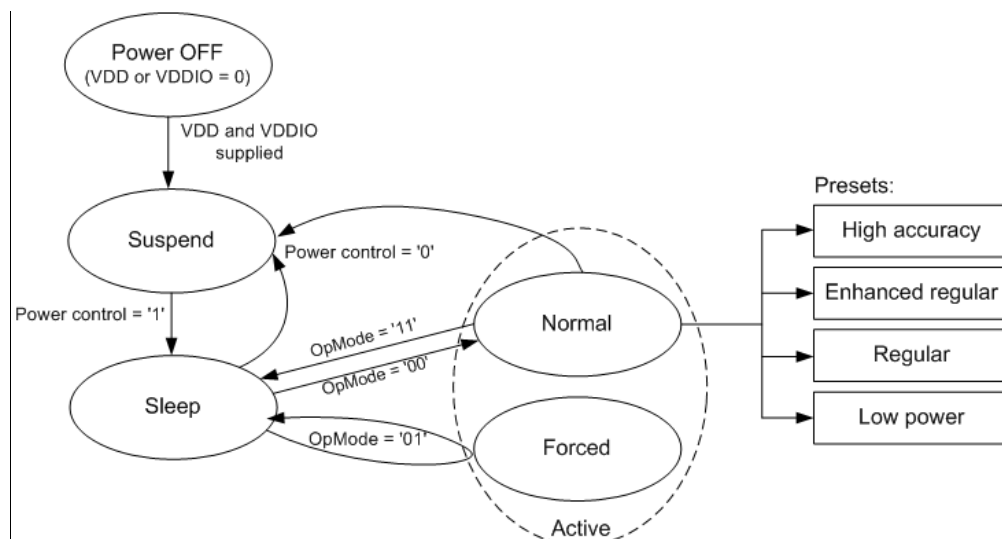 Power OFF
(VDD or VDDIO = 0)
VDD and VDDIO
supplied
Presets:
High accuracy
Suspend
Power control = '0'
Enhanced regular
Power control = '1'
OpMode = '11'
Normal
OpMode = '00'
Regular
Sleep
OpMode = '01'
Low power
Forced
Active